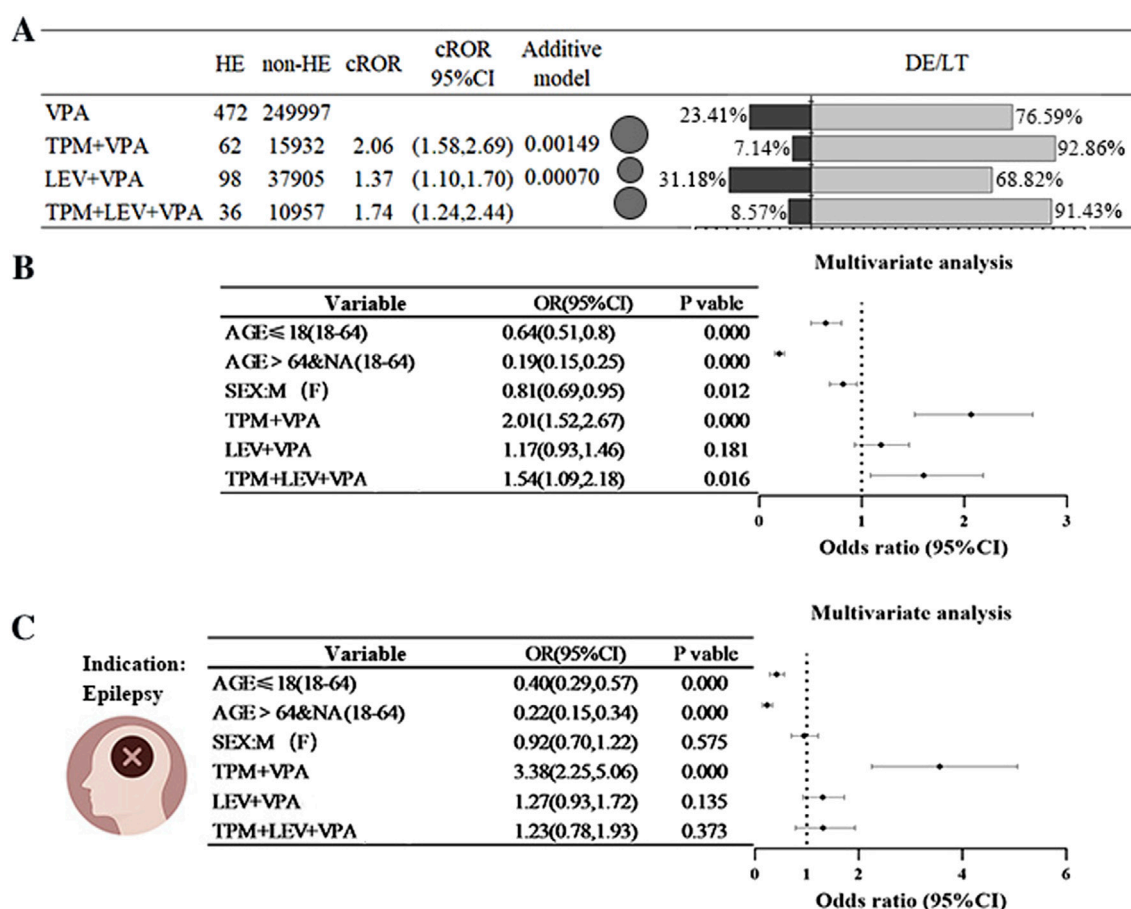 A
HE non-HE cROR cROR 95%CI Additive model DE/LT
VPA 472 249997 23.41% 76.59%
TPM+VPA 62 15932 2.06 (1.58,2.69) 0.00149 7.14% 92.86%
LEV+VPA 98 37905 1.37 (1.10,1.70) 0.00070 31.18% 68.82%
TPM+LEV+VPA 36 10957 1.74 (1.24,2.44) 8.57% 91.43%
B
Multivariate analysis
Variable OR(95%CI) P vable
AGE≤18(18-64) 0.64(0.51,0.8) 0.000
AGE>64&NA(18-64) 0.19(0.15,0.25) 0.000
SEX:M (F) 0.81(0.69,0.95) 0.012
TPM+VPA 2.01(1.52,2.67) 0.000
LEV+VPA 1.17(0.93,1.46) 0.181
TPM+LEV+VPA 1.54(1.09,2.18) 0.016
0 1 2 3
Odds ratio (95%CI)
C
Multivariate analysis
Indication:
Epilepsy
Variable OR(95%CI) P vable
AGE≤18(18-64) 0.40(0.29,0.57) 0.000
AGE>64&NA(18-64) 0.22(0.15,0.34) 0.000
SEX:M (F) 0.92(0.70,1.22) 0.575
TPM+VPA 3.38(2.25,5.06) 0.000
LEV+VPA 1.27(0.93,1.72) 0.135
TPM+LEV+VPA 1.23(0.78,1.93) 0.373
0 1 2 4 6
Odds ratio (95%CI)